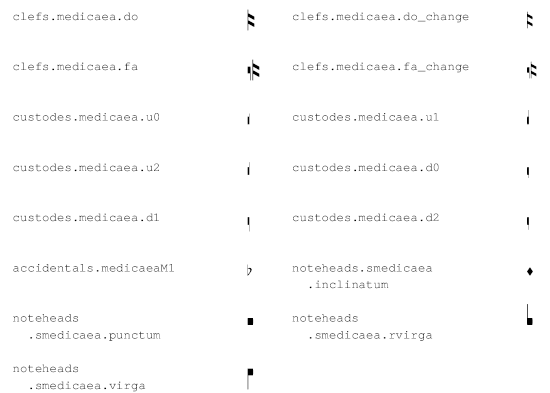 clefs.medicaea.do
clefs.medicaea.do_change
clefs.medicaea.fa
clefs.medicaea.fa_change
custodes.medicaea.u0
custodes.medicaea.u1
custodes.medicaea.u2
custodes.medicaea.d0
custodes.medicaea.d1
custodes.medicaea.d2
accidentals.medicaeaM1
noteheads.smedicaea
.inclinatum
noteheads
.smedicaea.punctum
noteheads
.smedicaea.rvirga
noteheads
.smedicaea.virga